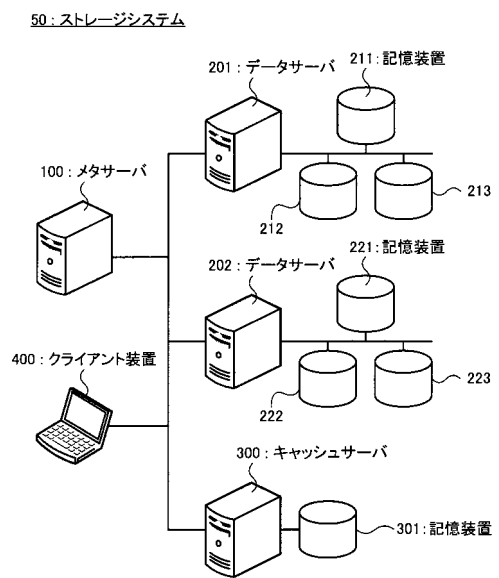 50：ストレージシステム
201：データサーバ
211：記憶装置
100：メタサーバ
212
213
202：データサーバ
221：記憶装置
400：クライアント装置
222
223
300：キャッシュサーバ
301：記憶装置